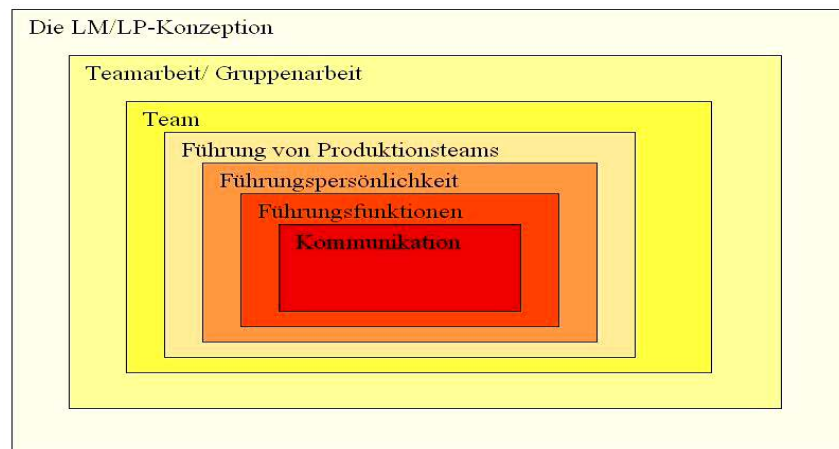 Die LM/LP-Konzeption
Teamarbeit/ Gruppenarbeit
Team
Führung von Produktionsteams
Führungspersönlichkeit
Führungsfunktionen
Kommunikation